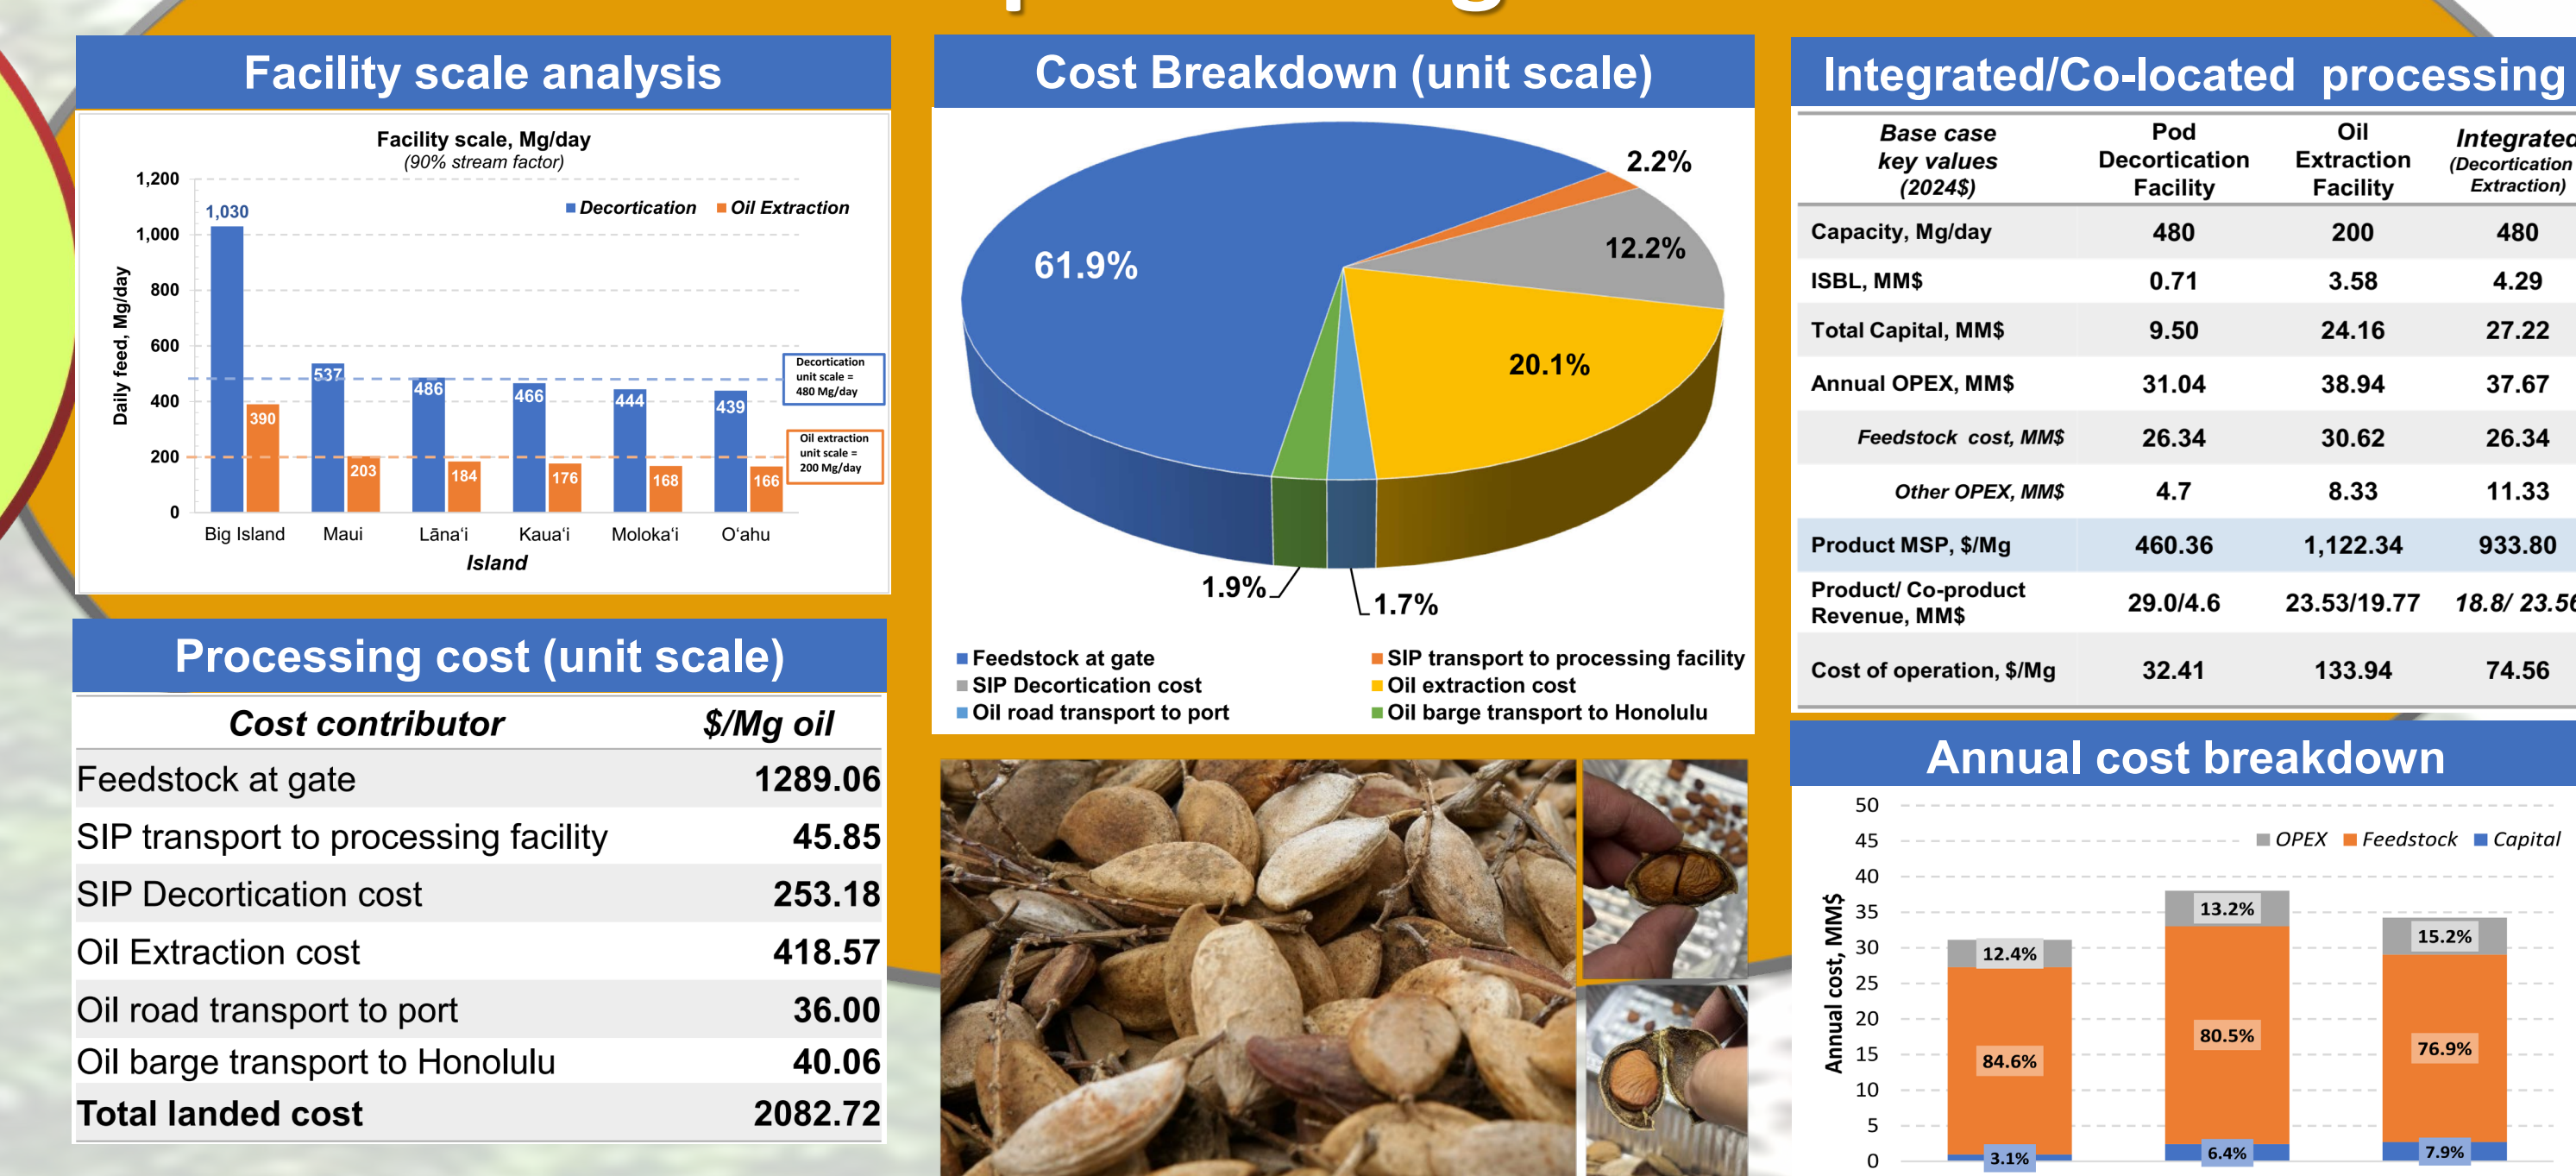 Facility scale analysis
Facility scale, Mg/day
(90% stream factor)
Decortication
Oil Extraction
Daily feed, Mg/day
1,200
1,000
800
600
400
200
0
1,030
390
537
203
486
184
466
176
444
168
439
166
Decortication
unit scale =
480 Mg/day
Oil extraction
unit scale =
200 Mg/day
Big Island
Maui
Lānaʻi
Kauaʻi
Molokaʻi
Oʻahu
Island
Processing cost (unit scale)
Cost contributor $/Mg oil
Feedstock at gate 1289.06
SIP transport to processing facility 45.85
SIP Decortication cost 253.18
Oil Extraction cost 418.57
Oil road transport to port 36.00
Oil barge transport to Honolulu 40.06
Total landed cost 2082.72
Cost Breakdown (unit scale)
2.2%
12.2%
61.9%
20.1%
1.9%
1.7%
Feedstock at gate
SIP transport to processing facility
SIP Decortication cost
Oil extraction cost
Oil road transport to port
Oil barge transport to Honolulu
Integrated/Co-located processing
Base case
key values
(2024$)
Pod
Decortication
Facility
Oil
Extraction
Facility
Integrated
(Decortication
Extraction)
Capacity, Mg/day 480 200 480
ISBL, MM$ 0.71 3.58 4.29
Total Capital, MM$ 9.50 24.16 27.22
Annual OPEX, MM$ 31.04 38.94 37.67
Feedstock cost, MM$ 26.34 30.62 26.34
Other OPEX, MM$ 4.7 8.33 11.33
Product MSP, $/Mg 460.36 1,122.34 933.80
Product/ Co-product
Revenue, MM$ 29.0/4.6 23.53/19.77 18.8/ 23.56
Cost of operation, $/Mg 32.41 133.94 74.56
Annual cost breakdown
OPEX
Feedstock
Capital
Annual cost, MM$
50
45
40
35
30
25
20
15
10
5
0
12.4%
84.6%
3.1%
13.2%
80.5%
6.4%
15.2%
76.9%
7.9%